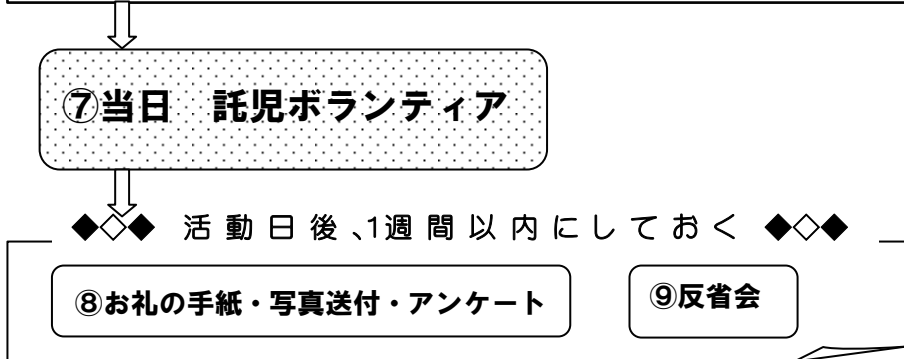 ⑦当日　託児ボランティア
◆◇◆ 活動日後、1週間以内にしておく ◆◇◆
⑧お礼の手紙・写真送付・アンケート
⑨反省会